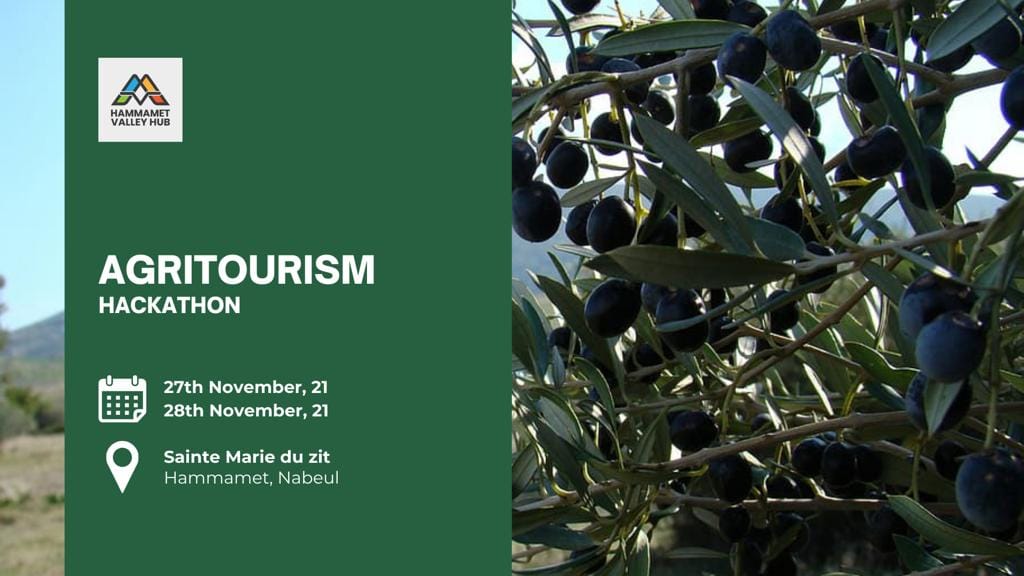 HAMMAMET
VALLEY HUB
AGRITOURISM
HACKATHON
27th November, 21
28th November, 21
Sainte Marie du zit
Hammamet, Nabeul